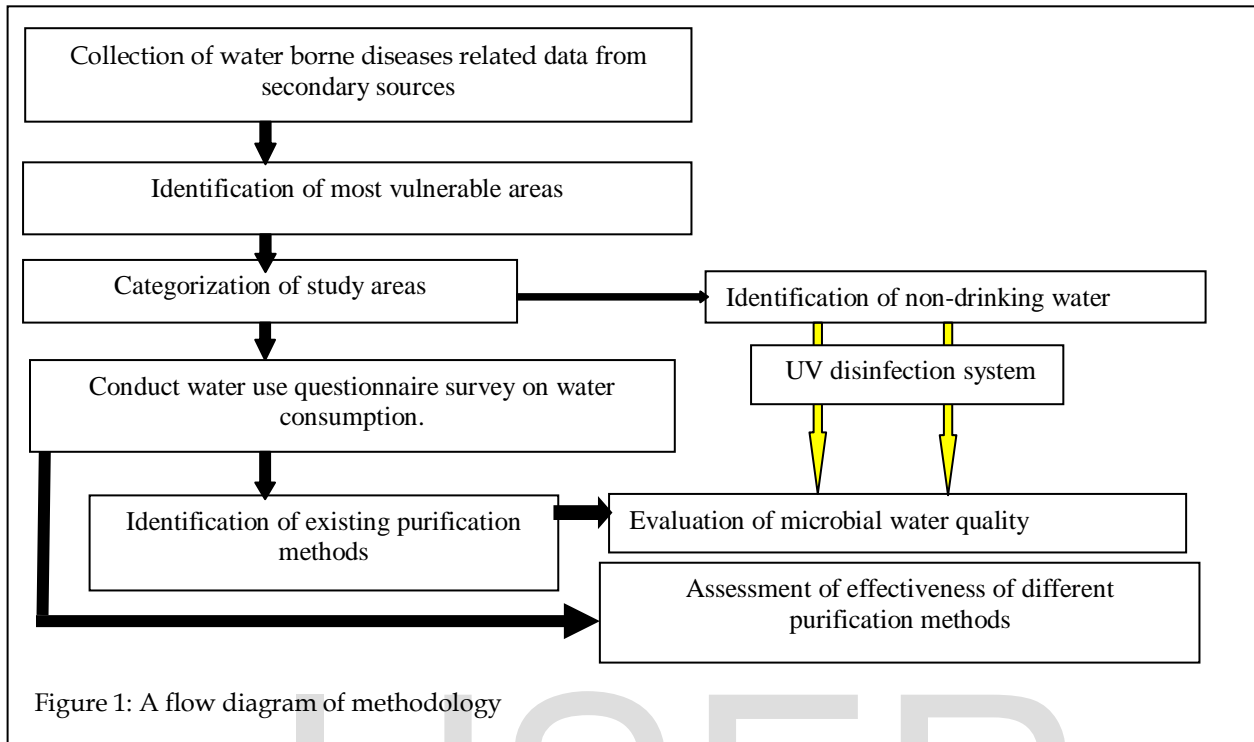 Collection of water borne diseases related data from
secondary sources
Identification of most vulnerable areas
Categorization of study areas
Identification of non-drinking water
UV disinfection system
Conduct water use questionnaire survey on water
consumption.
Identification of existing purification
methods
Evaluation of microbial water quality
Assessment of effectiveness of different
purification methods
Figure 1: A flow diagram of methodology